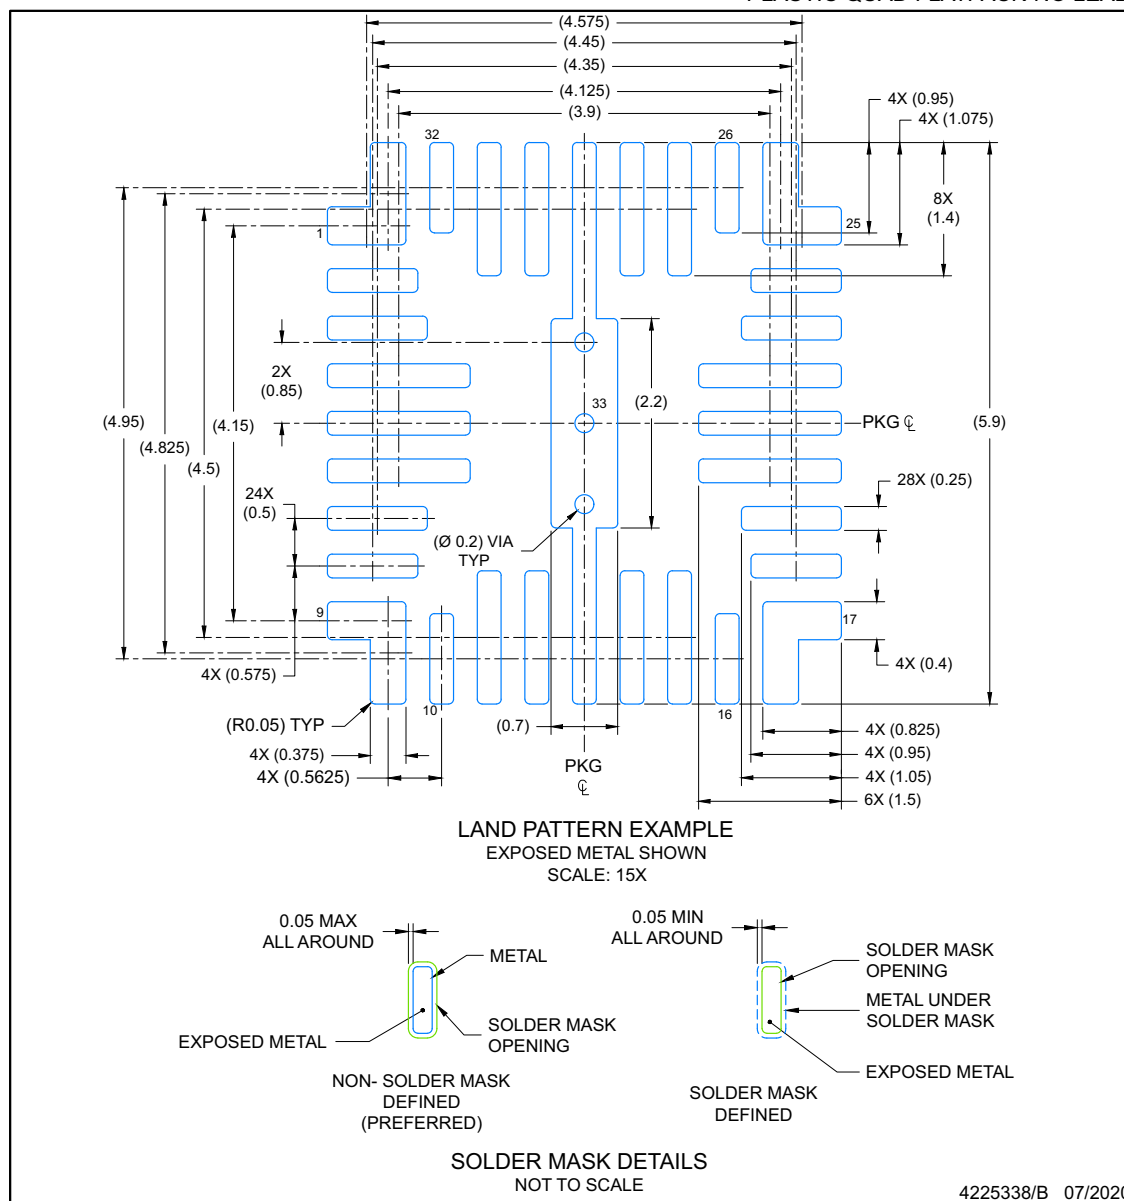 (4.575)
(4.45)
(4.35)
(4.125)
(3.9)
4X (0.95)
4X (1.075)
32
26
8X
(1.4)
1
25
2X
(0.85)
(4.95)
(4.825)
(4.5)
(4.15)
(2.2)
33
PKG ℄
(5.9)
24X
(0.5)
28X (0.25)
(Ø 0.2) VIA
TYP
9
17
4X (0.575)
4X (0.4)
(R0.05) TYP
10
16
(0.7)
4X (0.375)
4X (0.5625)
PKG
℄
4X (0.825)
4X (0.95)
4X (1.05)
6X (1.5)
LAND PATTERN EXAMPLE
EXPOSED METAL SHOWN
SCALE: 15X
0.05 MAX
ALL AROUND
METAL
EXPOSED METAL
SOLDER MASK
OPENING
NON- SOLDER MASK
DEFINED
(PREFERRED)
0.05 MIN
ALL AROUND
SOLDER MASK
OPENING
METAL UNDER
SOLDER MASK
EXPOSED METAL
SOLDER MASK
DEFINED
SOLDER MASK DETAILS
NOT TO SCALE
4225338/B 07/2020